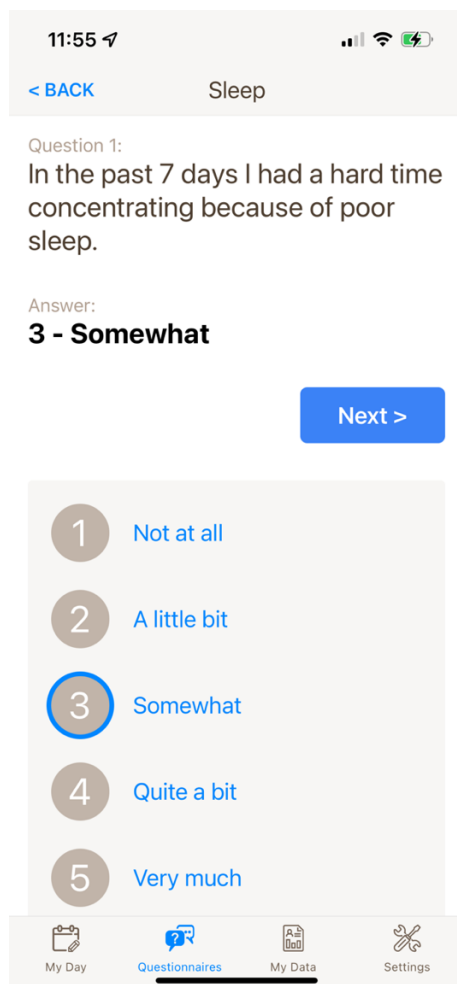 11:55
< BACK
Sleep
Question 1:
In the past 7 days I had a hard time
concentrating because of poor
sleep.
Answer:
3 - Somewhat
Next >
1 Not at all
2 A little bit
3 Somewhat
4 Quite a bit
5 Very much
My Day
Questionnaires
My Data
Settings